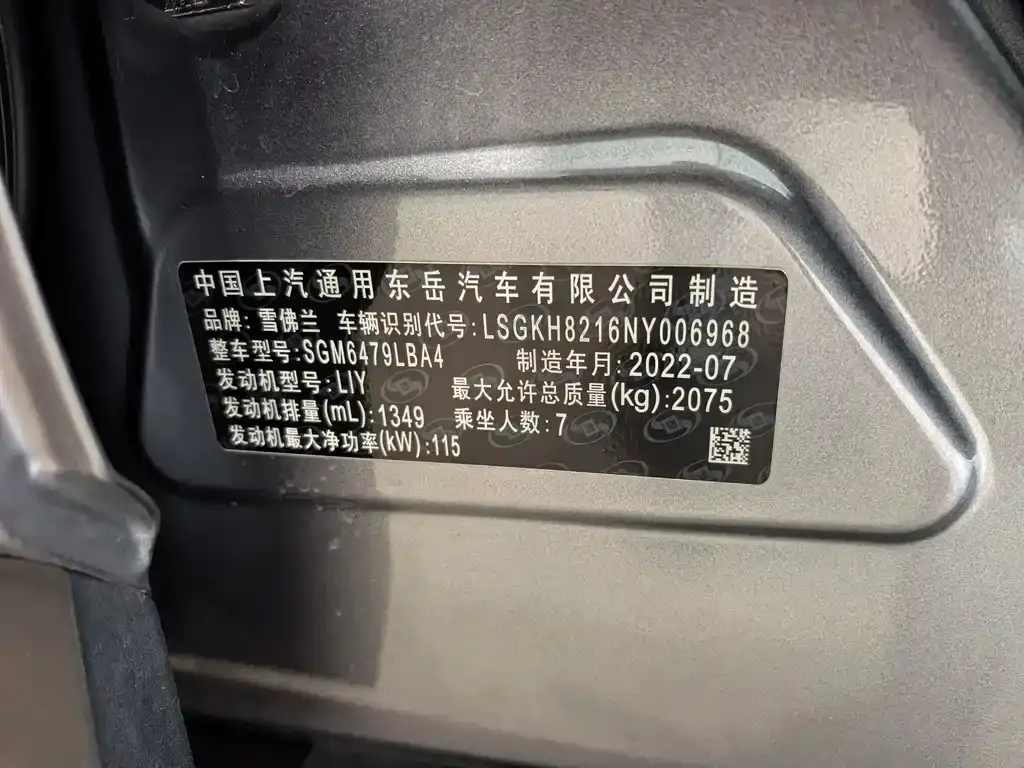 中国上汽通用东岳汽车有限公司制造
品牌: 雪佛兰 车辆识别代号: LSGKH8216NY006968
整车型号: SGM6479LBA4 制造年月: 2022-07
发动机型号: LIY 最大允许总质量(kg): 2075
发动机排量(mL): 1349 乘坐人数: 7
发动机最大净功率(kW): 115